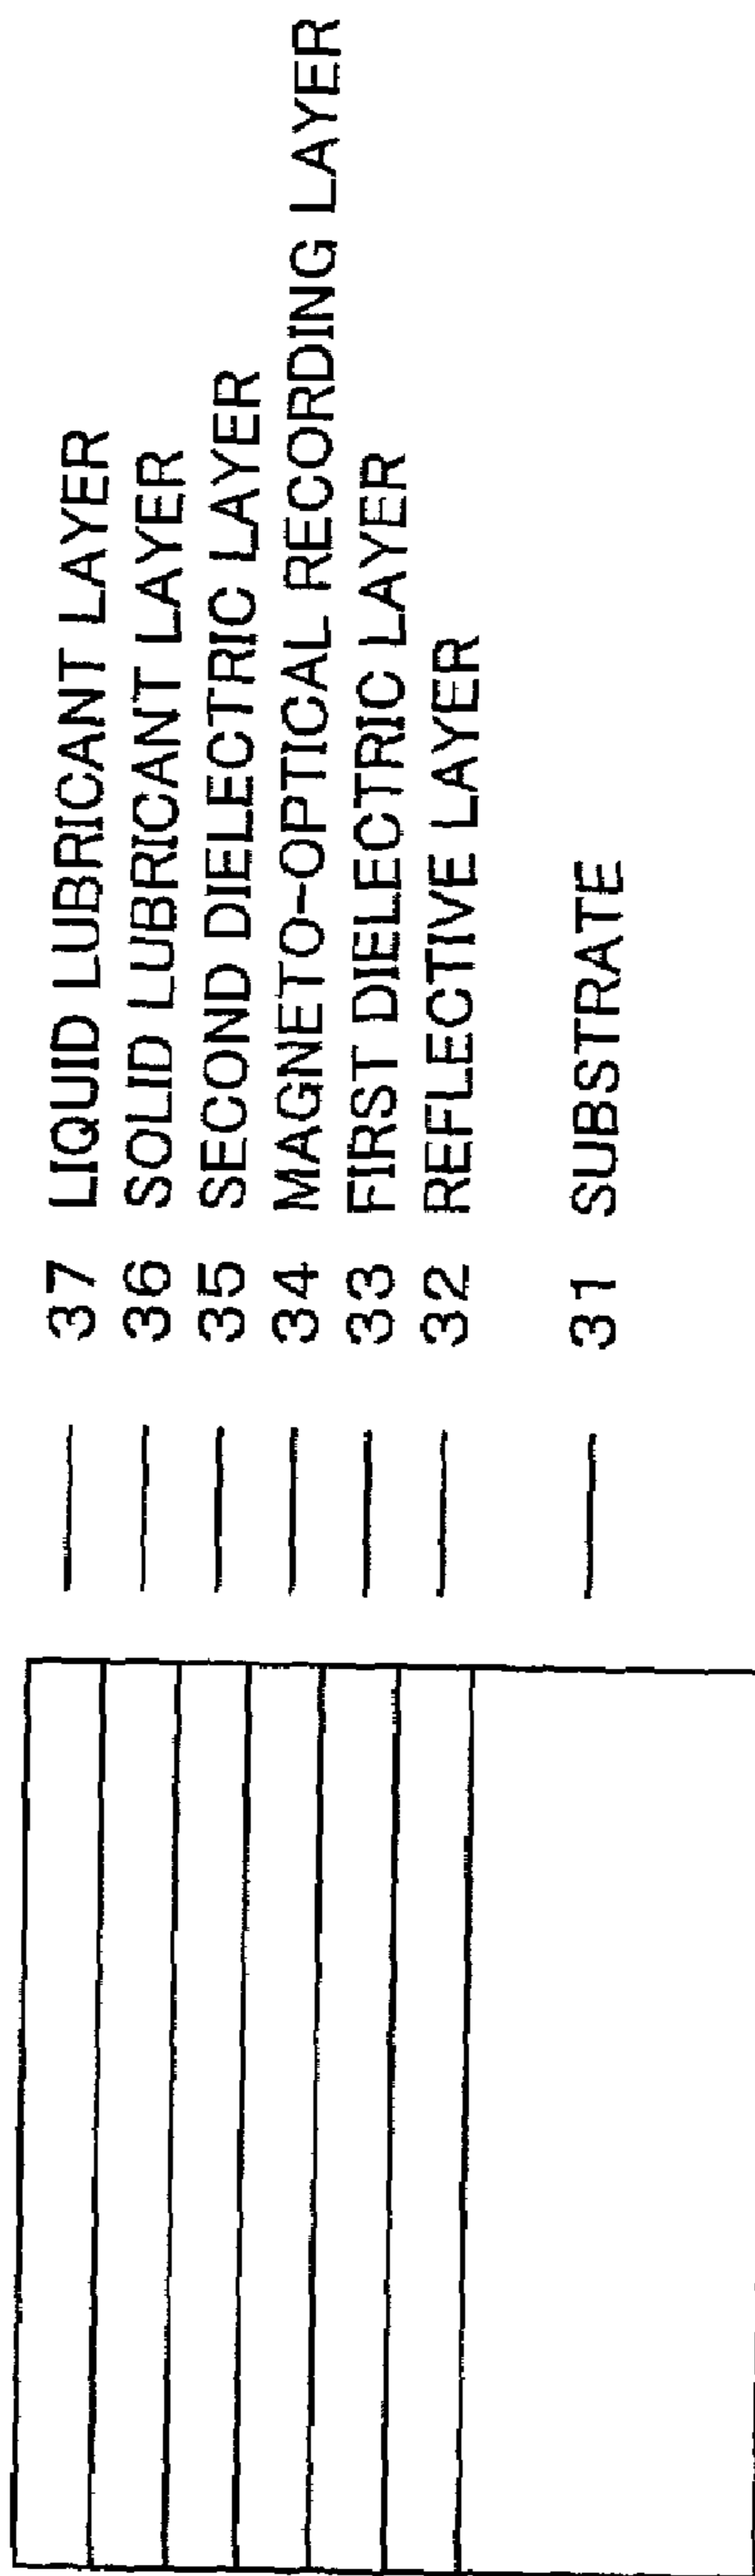 37 LIQUID LUBRICANT LAYER
36 SOLID LUBRICANT LAYER
35 SECOND DIELECTRIC LAYER
34 MAGNETO-OPTICAL RECORDING LAYER
33 FIRST DIELECTRIC LAYER
32 REFLECTIVE LAYER
31 SUBSTRATE